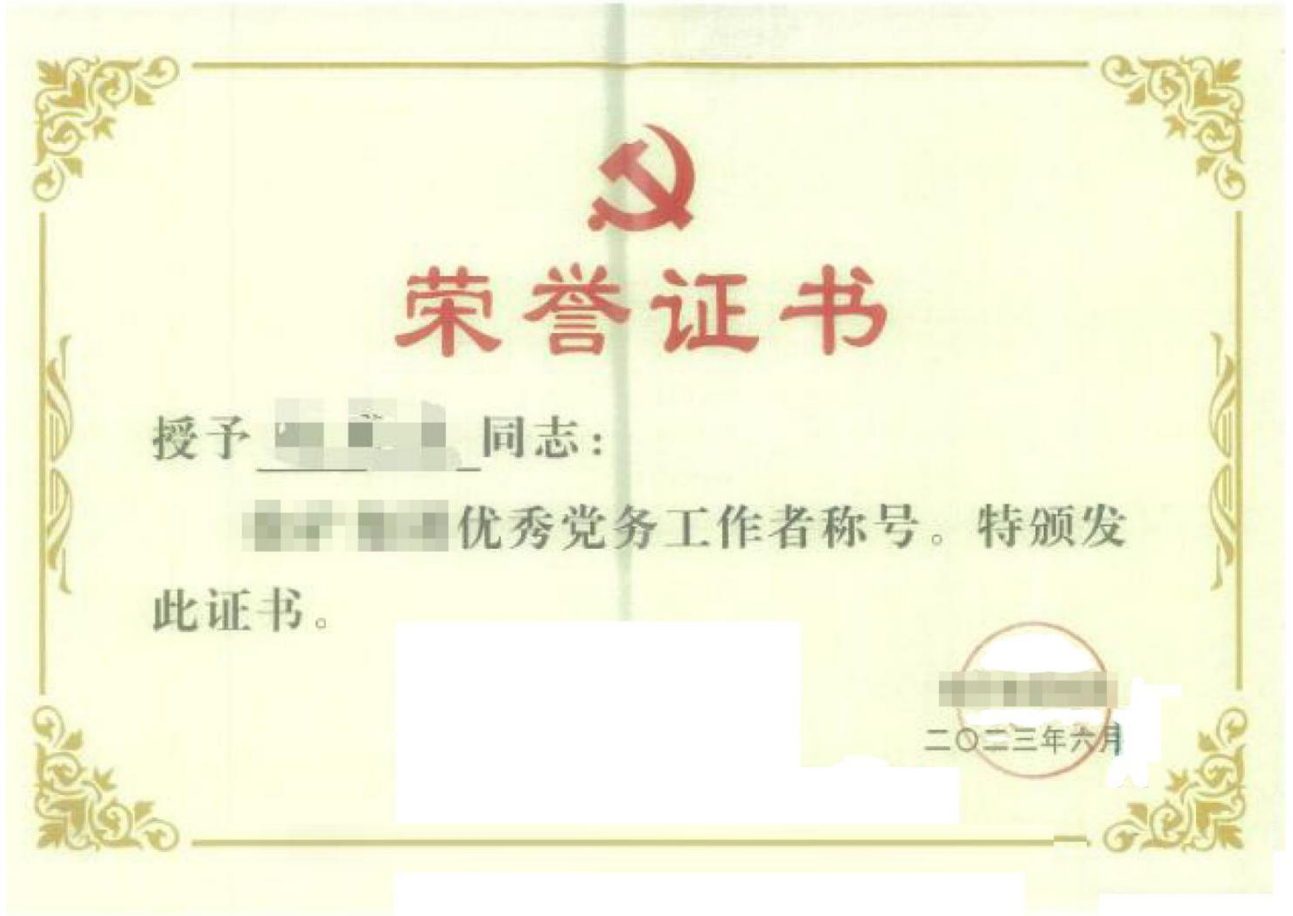 荣誉证书
授予 同志：
优秀党务工作者称号。特颁发
此证书。
二〇二三年六月